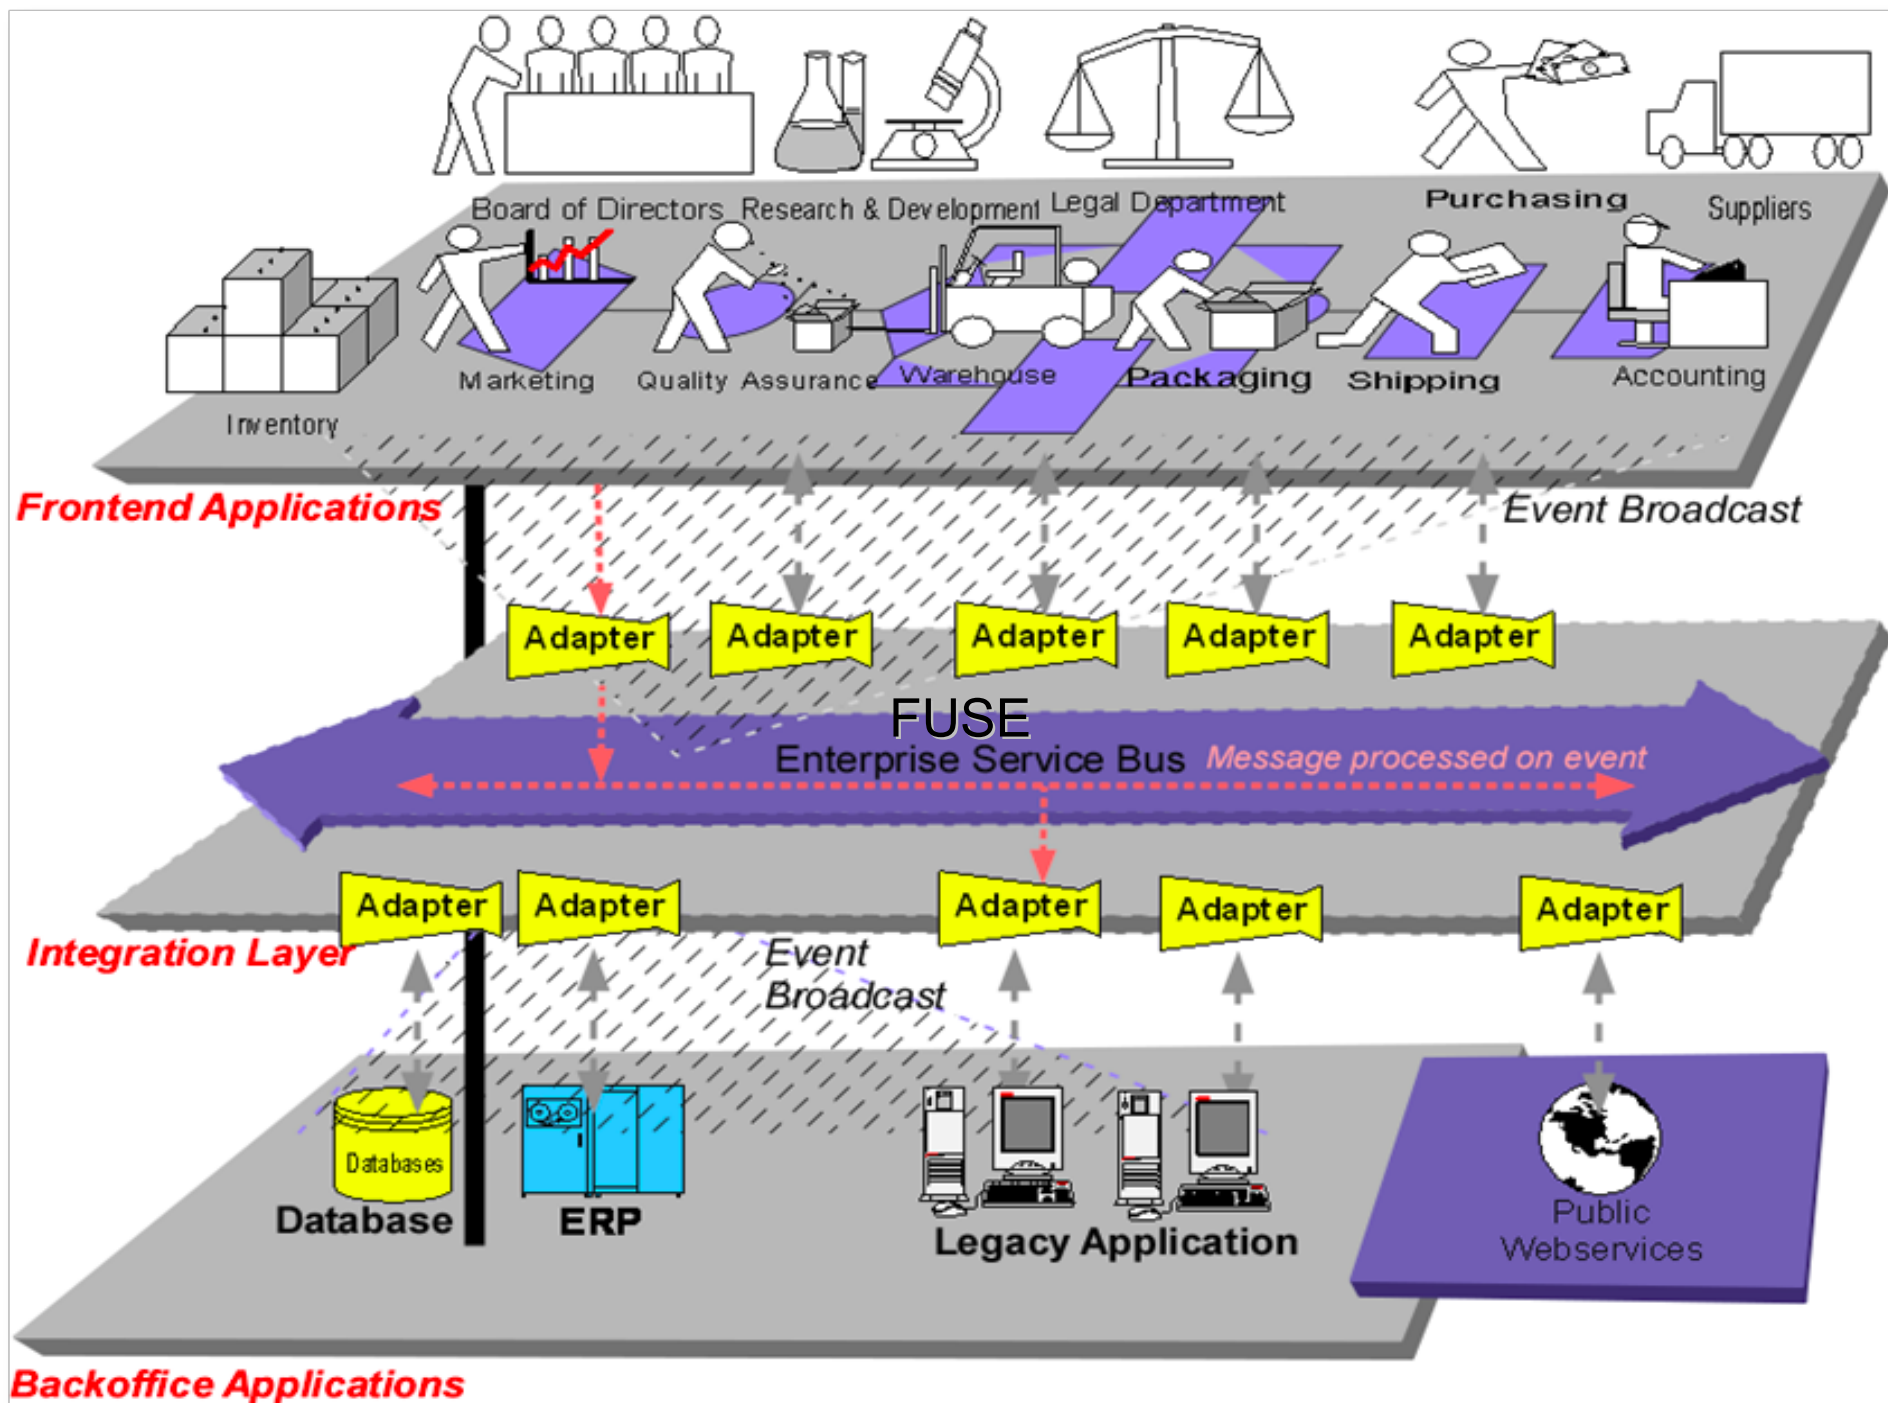 Board of Directors
Research & Development
Legal Department
Purchasing
Suppliers
Inventory
Marketing
Quality Assurance
Warehouse
Packaging
Shipping
Accounting
Frontend Applications
Event Broadcast
Adapter
Adapter
Adapter
Adapter
Adapter
FUSE
Enterprise Service Bus
Message processed on event
Adapter
Adapter
Adapter
Adapter
Adapter
Integration Layer
Event
Broadcast
Databases
Database
ERP
Legacy Application
Public
Webservices
Backoffice Applications